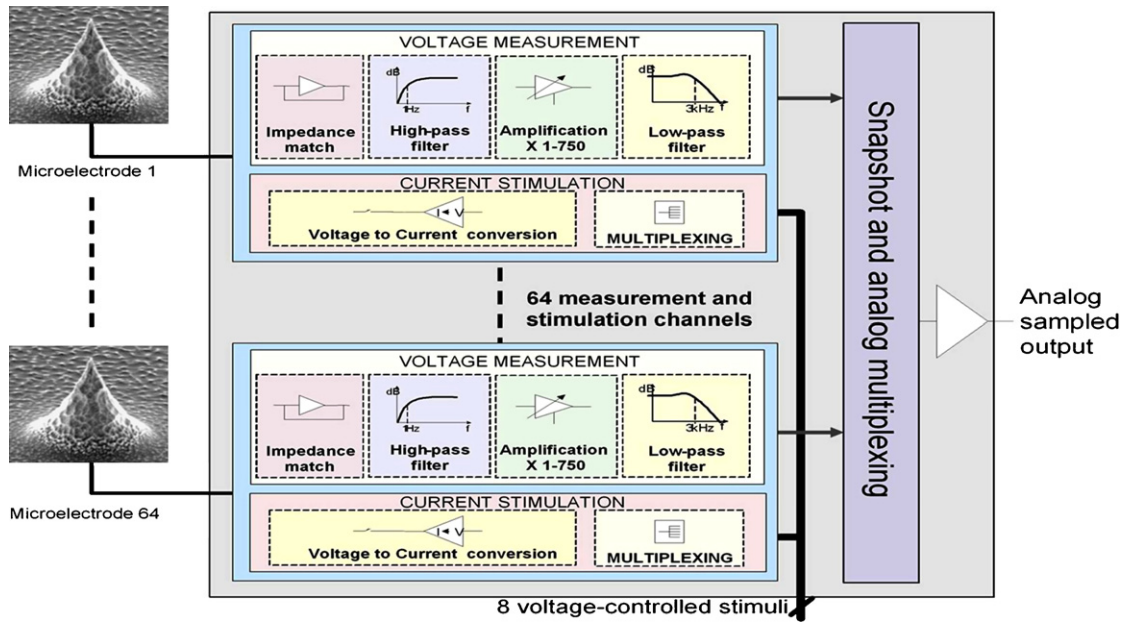 VOLTAGE MEASUREMENT
dB
1Hz
f
Impedance
match
High-pass
filter
Amplification
X 1-750
dB
3kHz
f
Low-pass
filter
Microelectrode 1
CURRENT STIMULATION
I
V
Voltage to Current conversion
MULTIPLEXING
64 measurement and
stimulation channels
Snapshot and analog multiplexing
Analog
sampled
output
VOLTAGE MEASUREMENT
dB
1Hz
f
Impedance
match
High-pass
filter
Amplification
X 1-750
dB
3kHz
f
Low-pass
filter
Microelectrode 64
CURRENT STIMULATION
I
V
Voltage to Current conversion
MULTIPLEXING
8 voltage-controlled stimuli